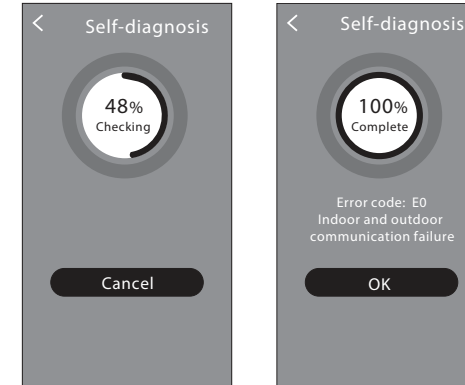 Self-diagnosis
48%
Checking
Cancel
Self-diagnosis
100%
Complete
Error code: E0
Indoor and outdoor
communication failure
OK